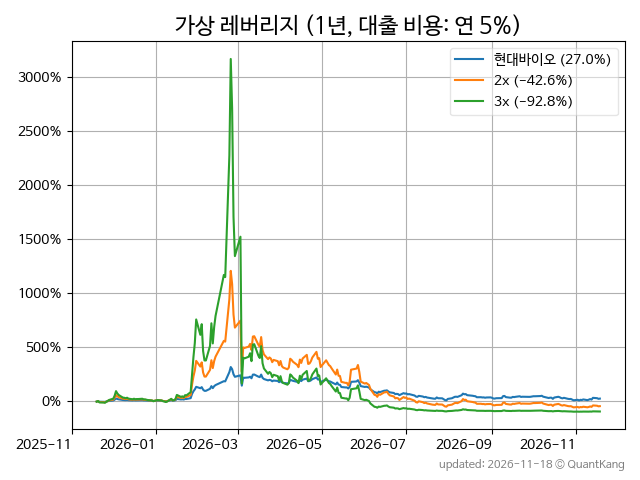 가상 레버리지 (1년, 대출 비용: 연 5%)
현대바이오 (27.0%)
2x (-42.6%)
3x (-92.8%)
3000%
2500%
2000%
1500%
1000%
500%
0%
2025-11 2026-01 2026-03 2026-05 2026-07 2026-09 2026-11
updated: 2026-11-18 © QuantKang